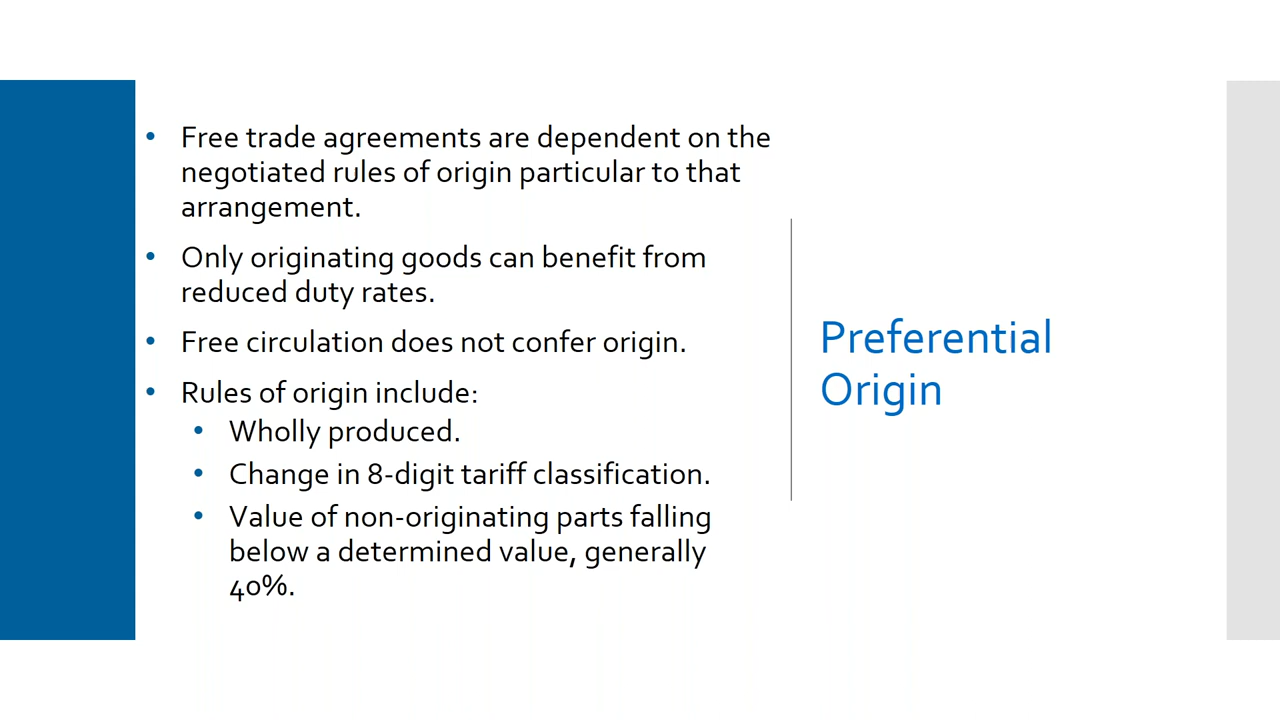 • Free trade agreements are dependent on the
negotiated rules of origin particular to that
arrangement.
• Only originating goods can benefit from
reduced duty rates.
• Free circulation does not confer origin.
• Rules of origin include:
• Wholly produced.
• Change in 8-digit tariff classification.
• Value of non-originating parts falling
below a determined value, generally
40%.
Preferential
Origin